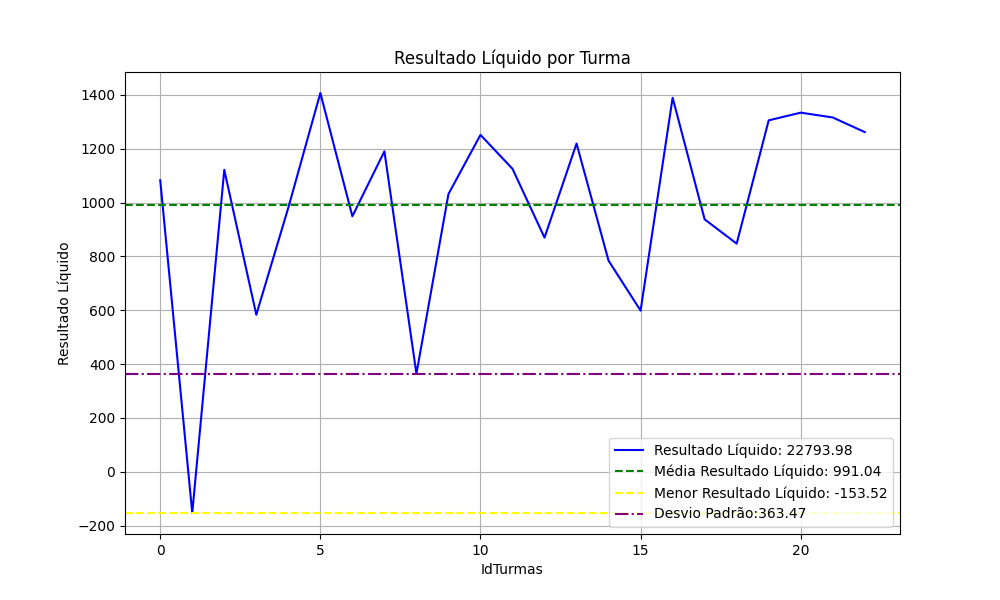 Resultado Líquido por Turma
Resultado Líquido
1400
1200
1000
800
600
400
200
0
−200
0 5 10 15 20
IdTurmas
Resultado Líquido: 22793.98
Média Resultado Líquido: 991.04
Menor Resultado Líquido: -153.52
Desvio Padrão:363.47